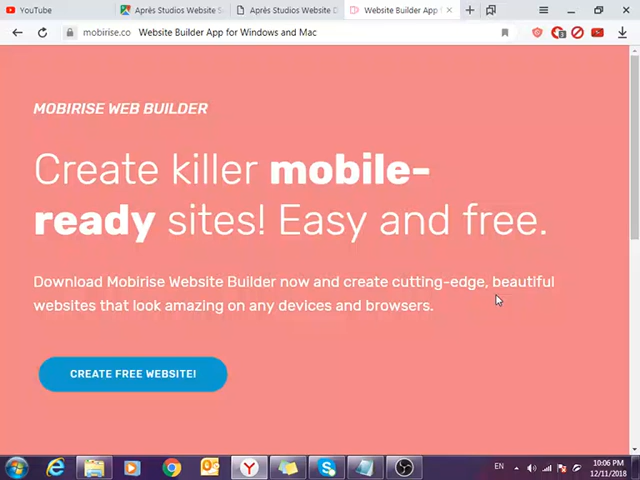 YouTube
Après Studios Website S
Après Studios Website D
Website Builder App f
mobirise.co Website Builder App for Windows and Mac
MOBIRISE WEB BUILDER
Create killer mobile-
ready sites! Easy and free.
Download Mobirise Website Builder now and create cutting-edge, beautiful
websites that look amazing on any devices and browsers.
CREATE FREE WEBSITE!
EN
10:06 PM
12/11/2018